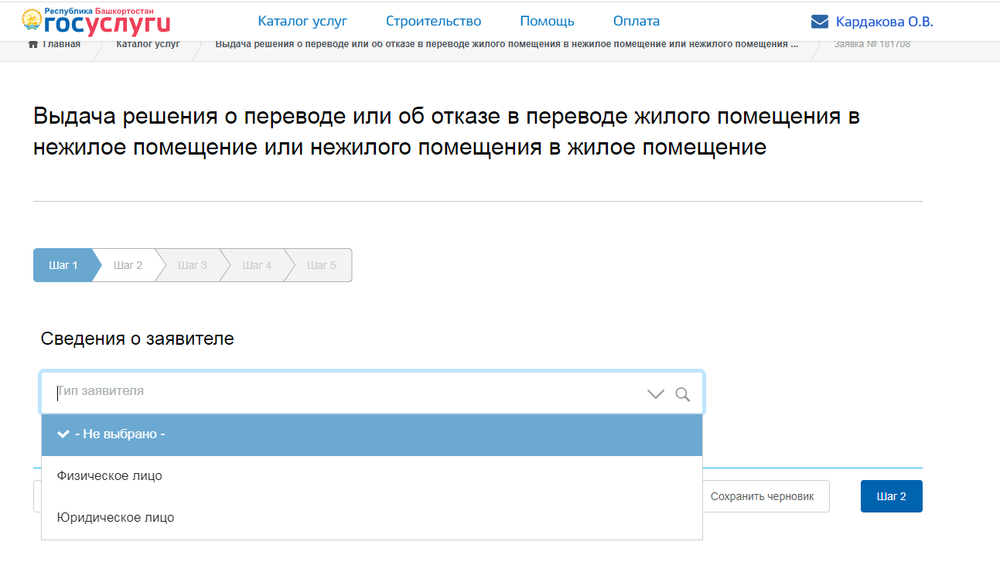 Республика Башкортостан
госуслуги
Каталог услуг Строительство Помощь Оплата Кардакова О.В.
Главная Каталог услуг Выдача решения о переводе или об отказе в переводе жилого помещения в нежилое помещение или нежилого помещения ... Заявка № 181708
Выдача решения о переводе или об отказе в переводе жилого помещения в
нежилое помещение или нежилого помещения в жилое помещение
Шаг 1 Шаг 2 Шаг 3 Шаг 4 Шаг 5
Сведения о заявителе
Тип заявителя
- Не выбрано -
Физическое лицо
Сохранить черновик Шаг 2
Юридическое лицо